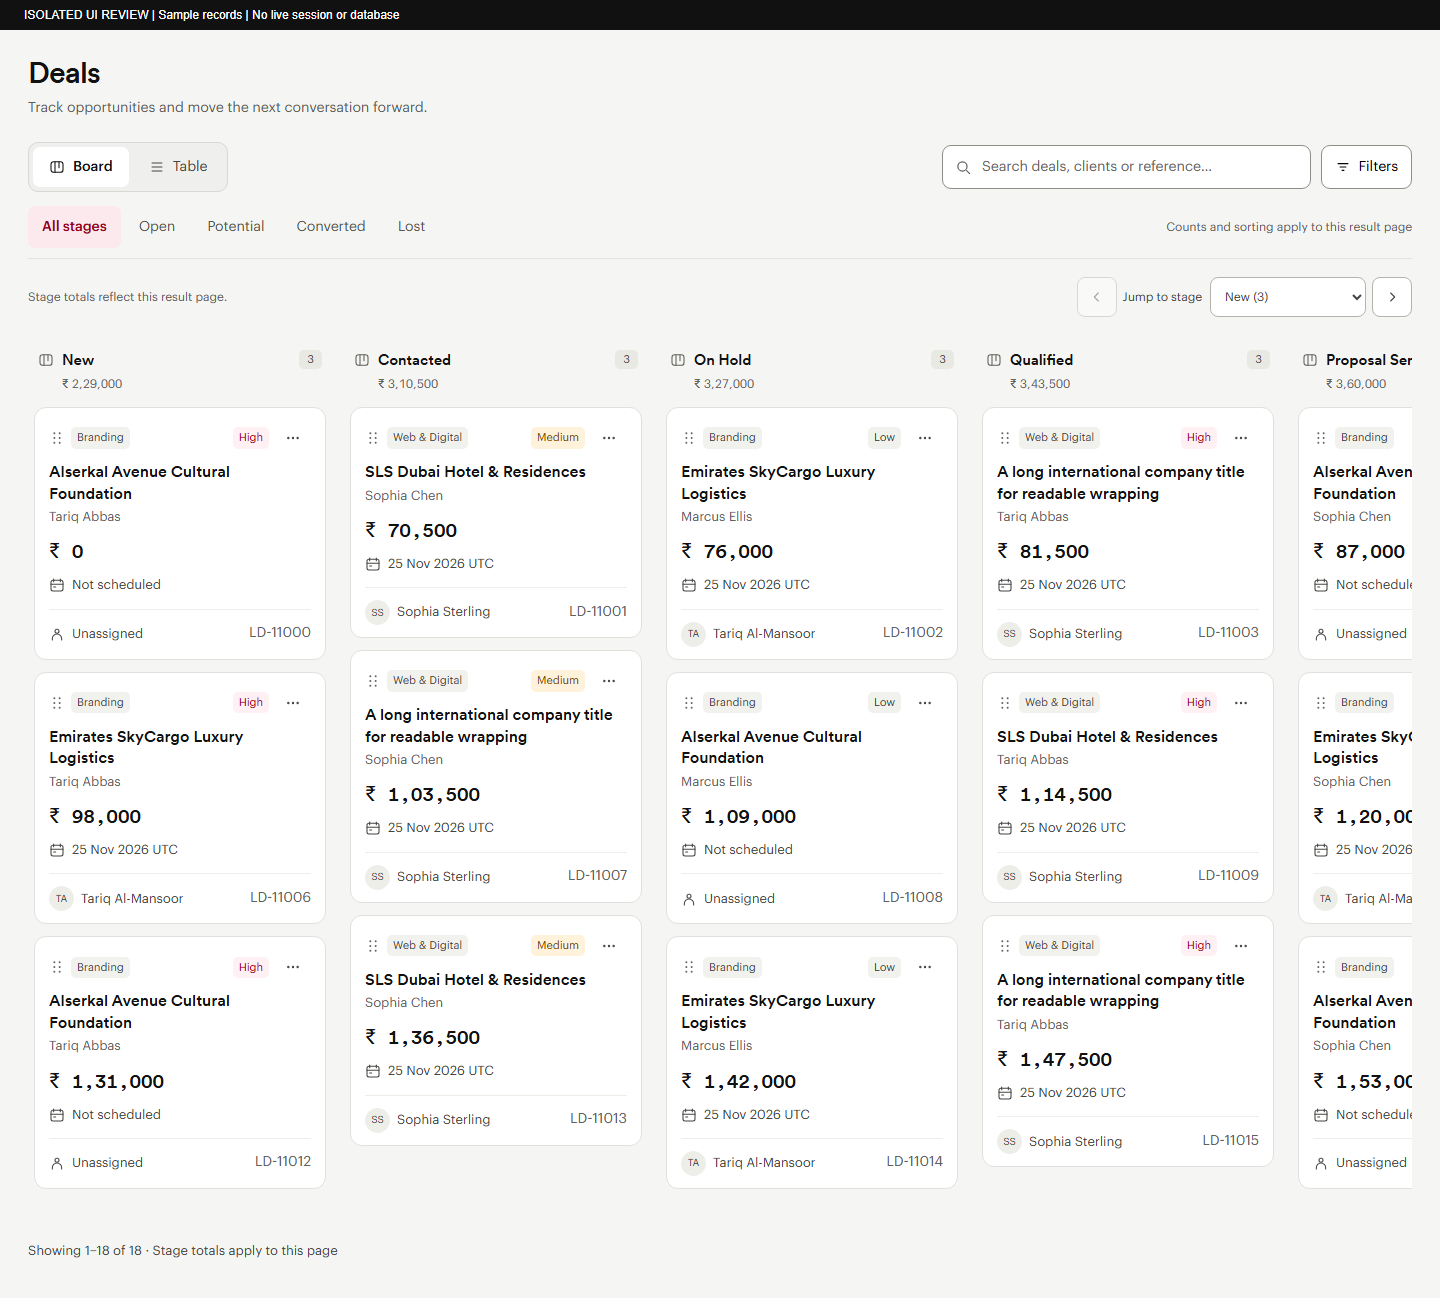 ISOLATED UI REVIEW | Sample records | No live session or database
Deals
Track opportunities and move the next conversation forward.
Board
Table
Search deals, clients or reference...
Filters
All stages
Open
Potential
Converted
Lost
Counts and sorting apply to this result page
Stage totals reflect this result page.
Jump to stage
New (3)
New
3
₹ 2,29,000
Branding
High
Alserkal Avenue Cultural
Foundation
Tariq Abbas
₹ 0
Not scheduled
Unassigned
LD-11000
Branding
High
Emirates SkyCargo Luxury
Logistics
Tariq Abbas
₹ 98,000
25 Nov 2026 UTC
TA
Tariq Al-Mansoor
LD-11006
Branding
High
Alserkal Avenue Cultural
Foundation
Tariq Abbas
₹ 1,31,000
Not scheduled
Unassigned
LD-11012
Contacted
3
₹ 3,10,500
Web & Digital
Medium
SLS Dubai Hotel & Residences
Sophia Chen
₹ 70,500
25 Nov 2026 UTC
SS
Sophia Sterling
LD-11001
Web & Digital
Medium
A long international company title
for readable wrapping
Sophia Chen
₹ 1,03,500
25 Nov 2026 UTC
SS
Sophia Sterling
LD-11007
Web & Digital
Medium
SLS Dubai Hotel & Residences
Sophia Chen
₹ 1,36,500
25 Nov 2026 UTC
SS
Sophia Sterling
LD-11013
On Hold
3
₹ 3,27,000
Branding
Low
Emirates SkyCargo Luxury
Logistics
Marcus Ellis
₹ 76,000
25 Nov 2026 UTC
TA
Tariq Al-Mansoor
LD-11002
Branding
Low
Alserkal Avenue Cultural
Foundation
Marcus Ellis
₹ 1,09,000
Not scheduled
Unassigned
LD-11008
Branding
Low
Emirates SkyCargo Luxury
Logistics
Marcus Ellis
₹ 1,42,000
25 Nov 2026 UTC
TA
Tariq Al-Mansoor
LD-11014
Qualified
3
₹ 3,43,500
Web & Digital
High
A long international company title
for readable wrapping
Tariq Abbas
₹ 81,500
25 Nov 2026 UTC
SS
Sophia Sterling
LD-11003
Web & Digital
High
SLS Dubai Hotel & Residences
Tariq Abbas
₹ 1,14,500
25 Nov 2026 UTC
SS
Sophia Sterling
LD-11009
Web & Digital
High
A long international company title
for readable wrapping
Tariq Abbas
₹ 1,47,500
25 Nov 2026 UTC
SS
Sophia Sterling
LD-11015
Proposal Ser
₹ 3,60,000
Branding
Alserkal Aven
Foundation
Sophia Chen
₹ 87,000
Not schedule
Unassigned
Branding
Emirates SkyC
Logistics
Sophia Chen
₹ 1,20,00
25 Nov 2026
TA
Tariq Al-Ma
Branding
Alserkal Aven
Foundation
Sophia Chen
₹ 1,53,00
Not schedule
Unassigned
Showing 1–18 of 18 · Stage totals apply to this page